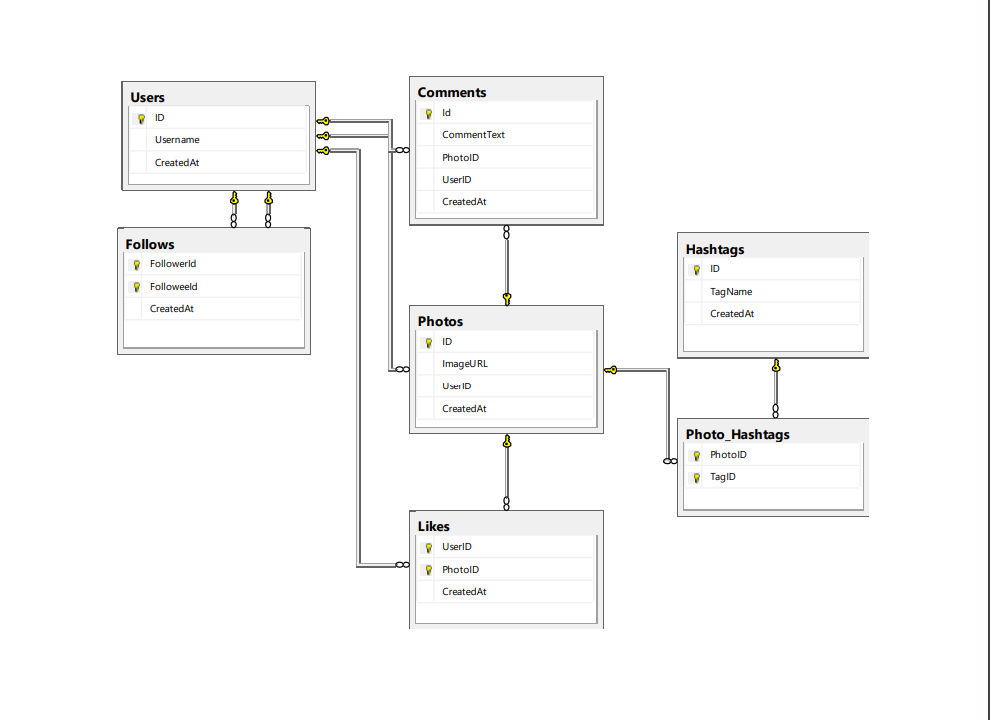 Users
ID
Username
CreatedAt
Follows
FollowerId
FolloweeId
CreatedAt
Comments
Id
CommentText
PhotoID
UserID
CreatedAt
Photos
ID
ImageURL
UserID
CreatedAt
Likes
UserID
PhotoID
CreatedAt
Hashtags
ID
TagName
CreatedAt
Photo_Hashtags
PhotoID
TagID